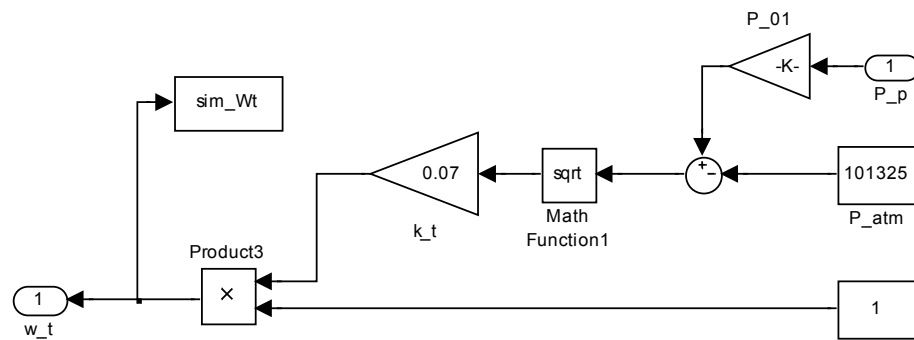 P_01
-K-
1
P_p
sim_Wt
+
-
101325
P_atm
0.07
k_t
sqrt
Math
Function1
Product3
×
1
w_t
1